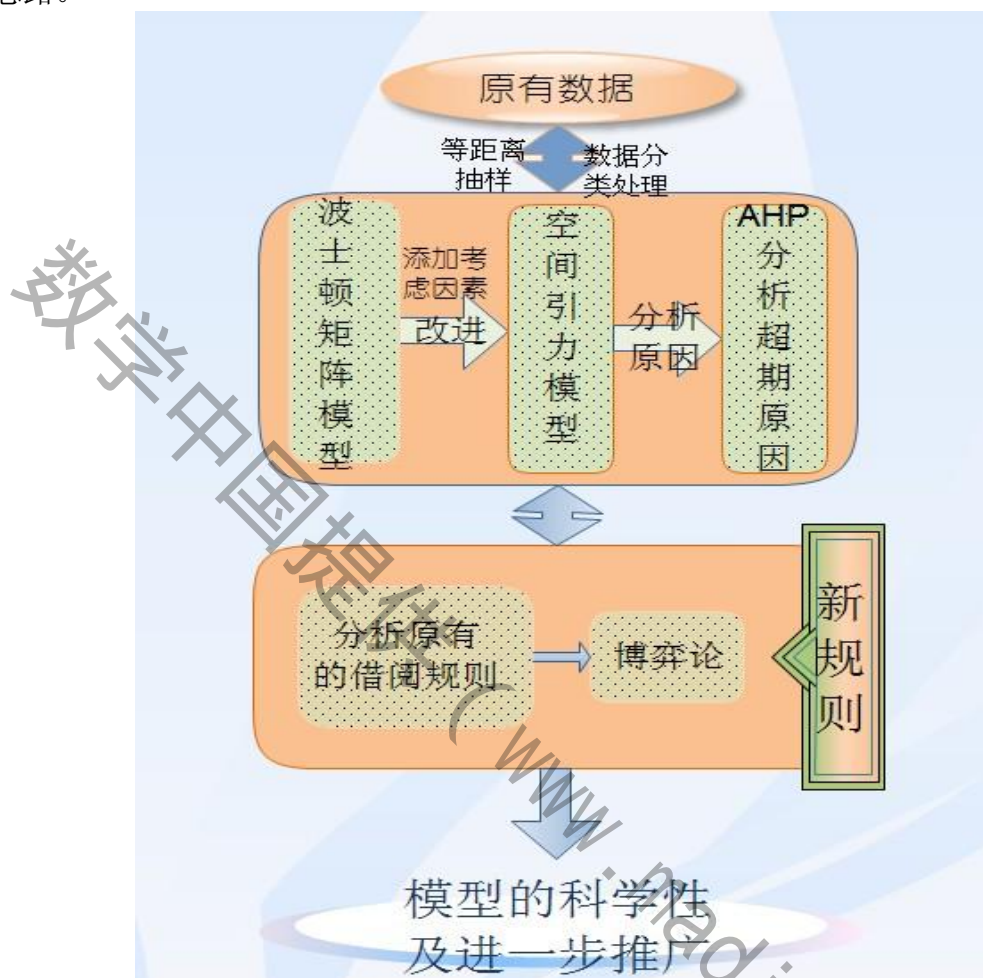 原有数据
等距离
抽样
数据分
类处理
波士顿矩阵模型
添加考
虑因素
改进
空间引力模型
分析
原因
AHP
分析超期原因
分析原有
的借阅规则
博弈论
新规则
模型的科学性
及进一步推广
数学中国提供(www.madi